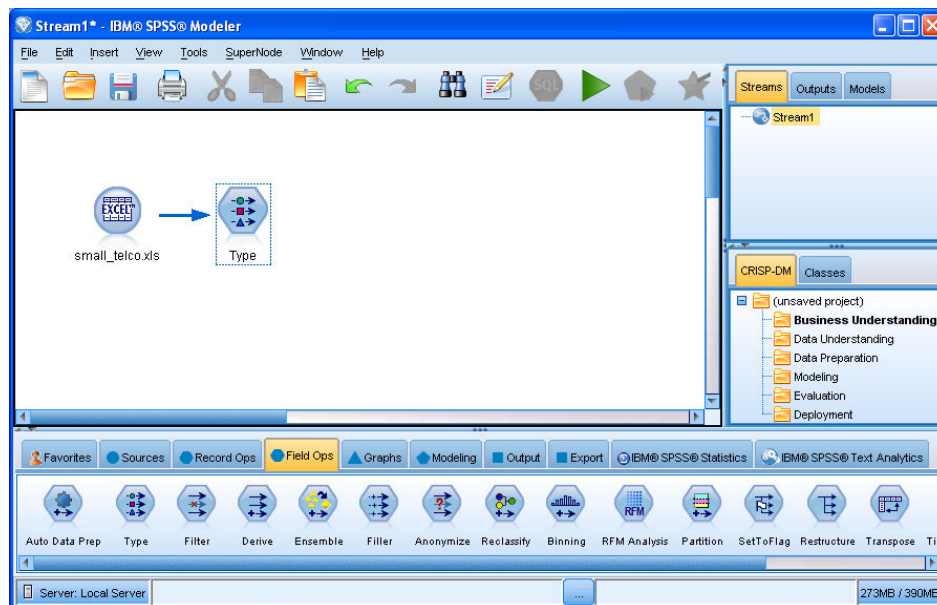 Stream1* - IBM® SPSS® Modeler
File Edit Insert View Tools SuperNode Window Help
SQL
Streams Outputs Models
Stream1
EXCEL
small_telco.xls
Type
CRISP-DM Classes
(unsaved project)
Business Understanding
Data Understanding
Data Preparation
Modeling
Evaluation
Deployment
Favorites Sources Record Ops Field Ops Graphs Modeling Output Export IBM® SPSS® Statistics IBM® SPSS® Text Analytics
RFM
Auto Data Prep Type Filter Derive Ensemble Filler Anonymize Reclassify Binning RFM Analysis Partition SetToFlag Restructure Transpose
Server: Local Server ... 273MB / 390MB